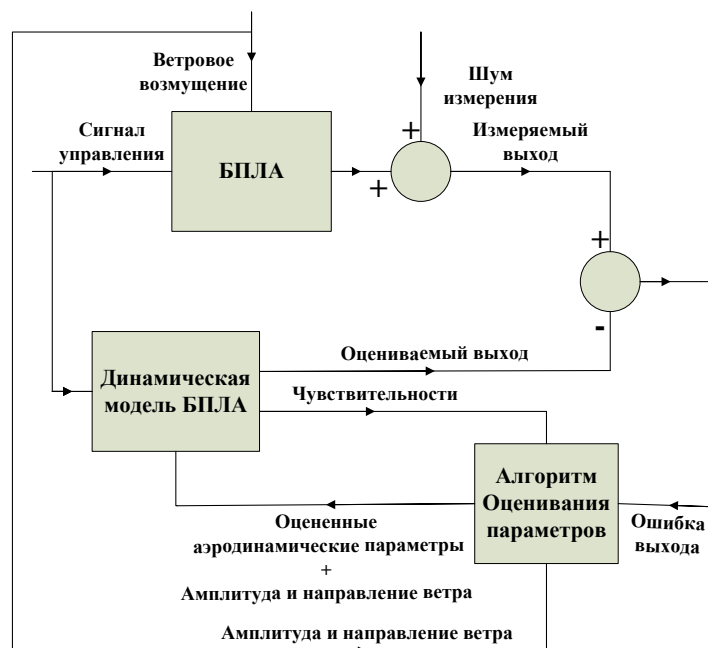 Ветровое
возмущение
Шум
измерения
Сигнал
управления
БПЛА
+
+
Измеряемый
выход
+
-
Динамическая
модель БПЛА
Оцениваемый выход
Чувствительности
Алгоритм
Оценивания
параметров
Оцененные
аэродинамические параметры
+
Амплитуда и направление ветра
Ошибка
выхода
Амплитуда и направление ветра